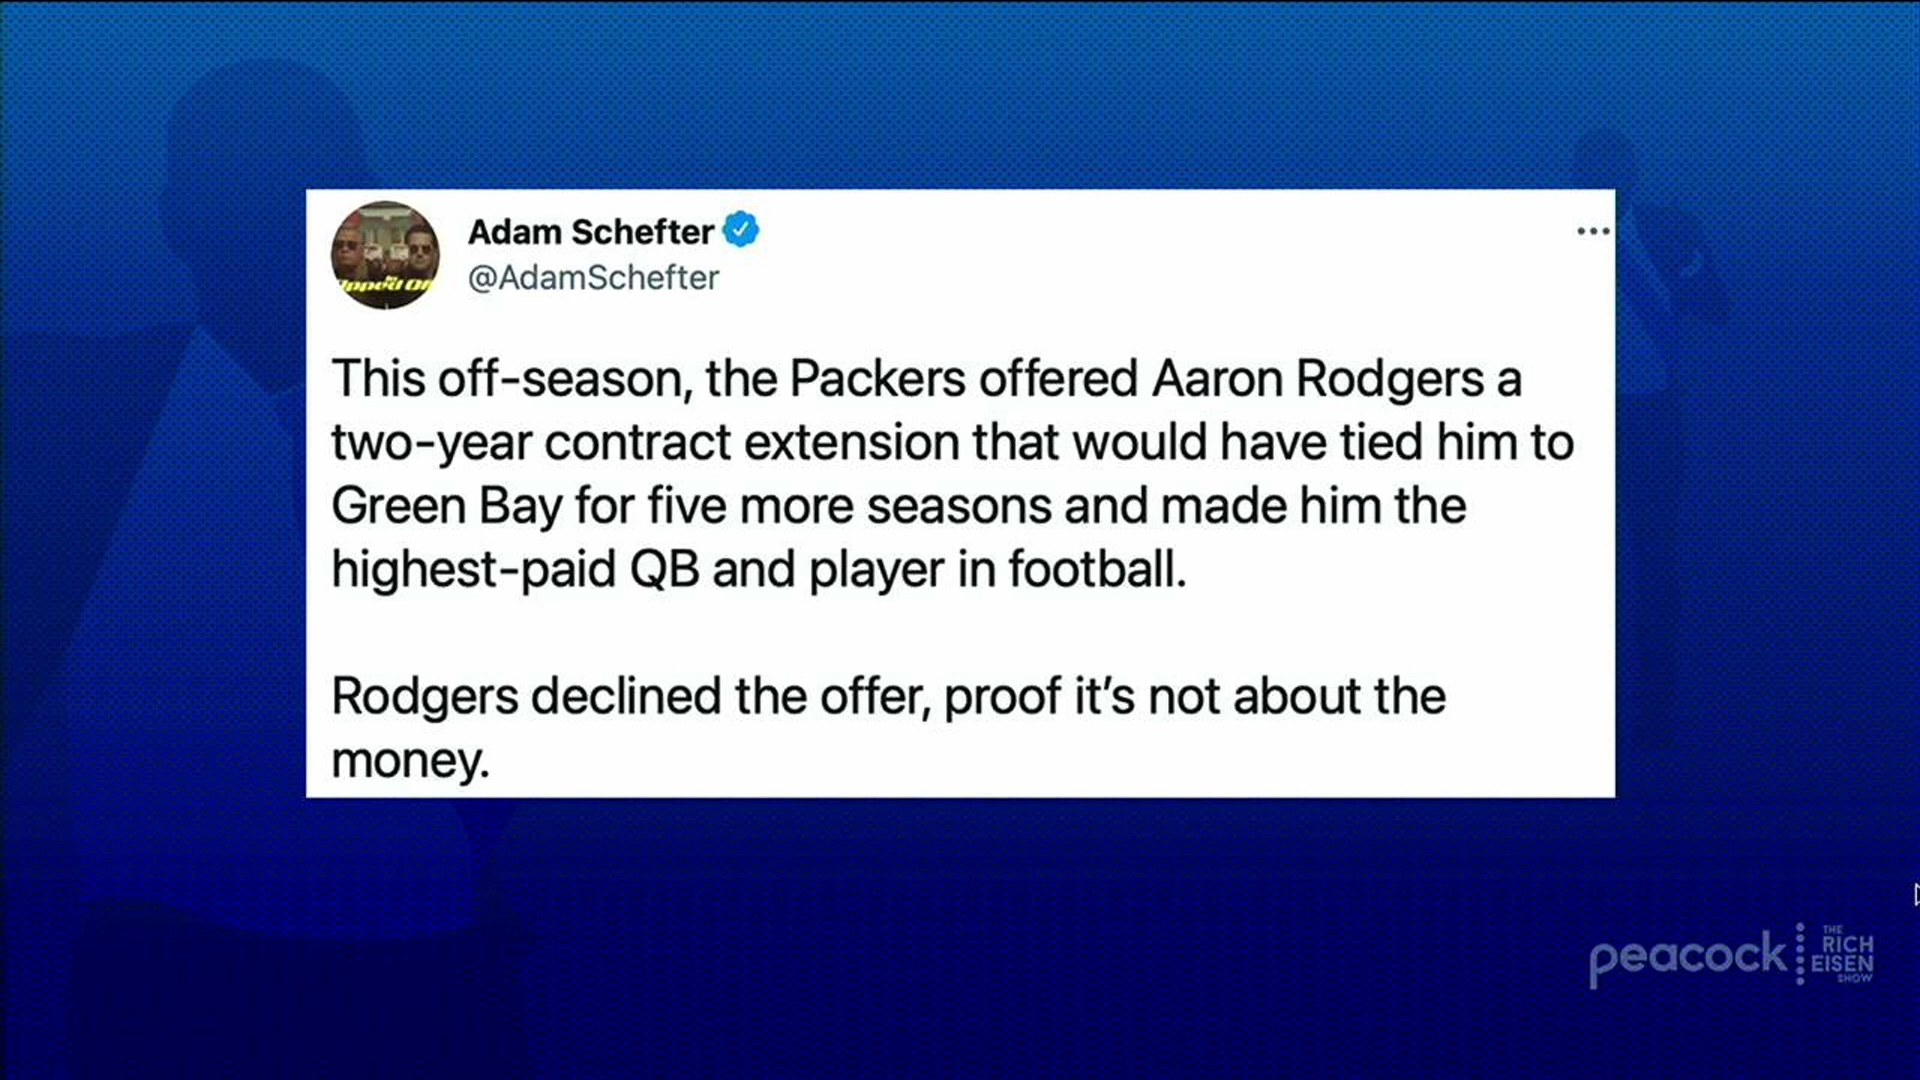 Adam Schefter
@AdamSchefter
This off-season, the Packers offered Aaron Rodgers a
two-year contract extension that would have tied him to
Green Bay for five more seasons and made him the
highest-paid QB and player in football.
Rodgers declined the offer, proof it’s not about the
money.
peacock
THE
RICH
EISEN
SHOW